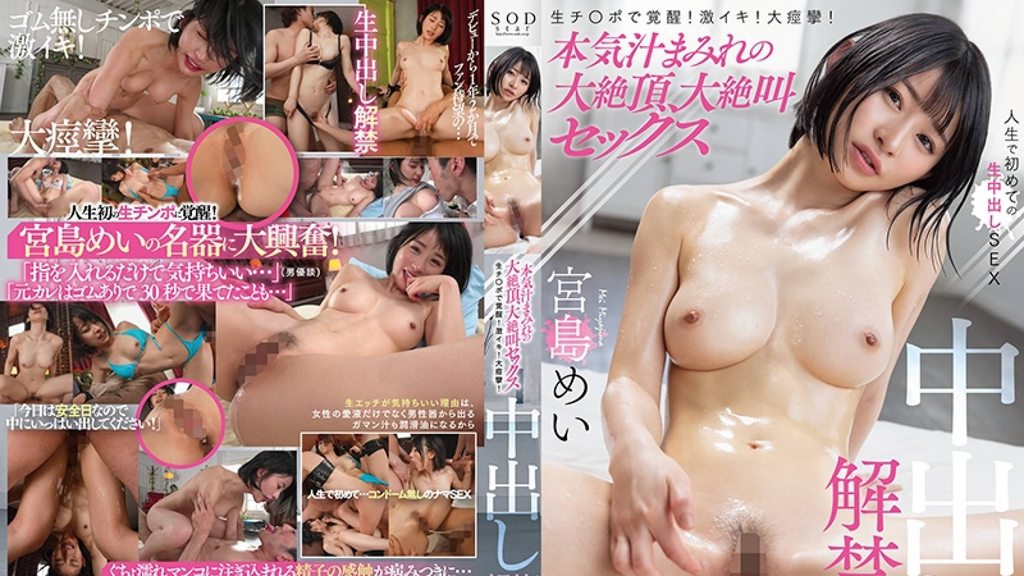 ゴム無しチンポで
激イキ!
大痙攣!
生中出し解禁
デビューから1年2か月
人生初の生チンポに覚醒!
宮島めいの名器に大興奮!
「指を入れるだけで気持ちいい…」(男優談)
「元カレはゴムありで、30秒で果てたことも…」
「今日は安全日なので
中にいっぱい出してください!」
生エッチが気持ちいい理由は、
女性の愛液だけでなく男性器から出る
ガマン汁も潤滑油になるから
人生で初めて…コンドーム無しのナマSEX
ぐちょ濡れマンコに注ぎ込まれる精子の感触が病みつきに…
SOD
star
生チ〇ポで覚醒!激イキ!大痙攣!
本気汁まみれの
大絶頂、大絶叫セックス
中出し
生チ〇ポで覚醒!激イキ!大痙攣!
本気汁まみれの
大絶頂、大絶叫
セックス
人生で初めての
生中出しSEX
宮島めい
中出
解禁